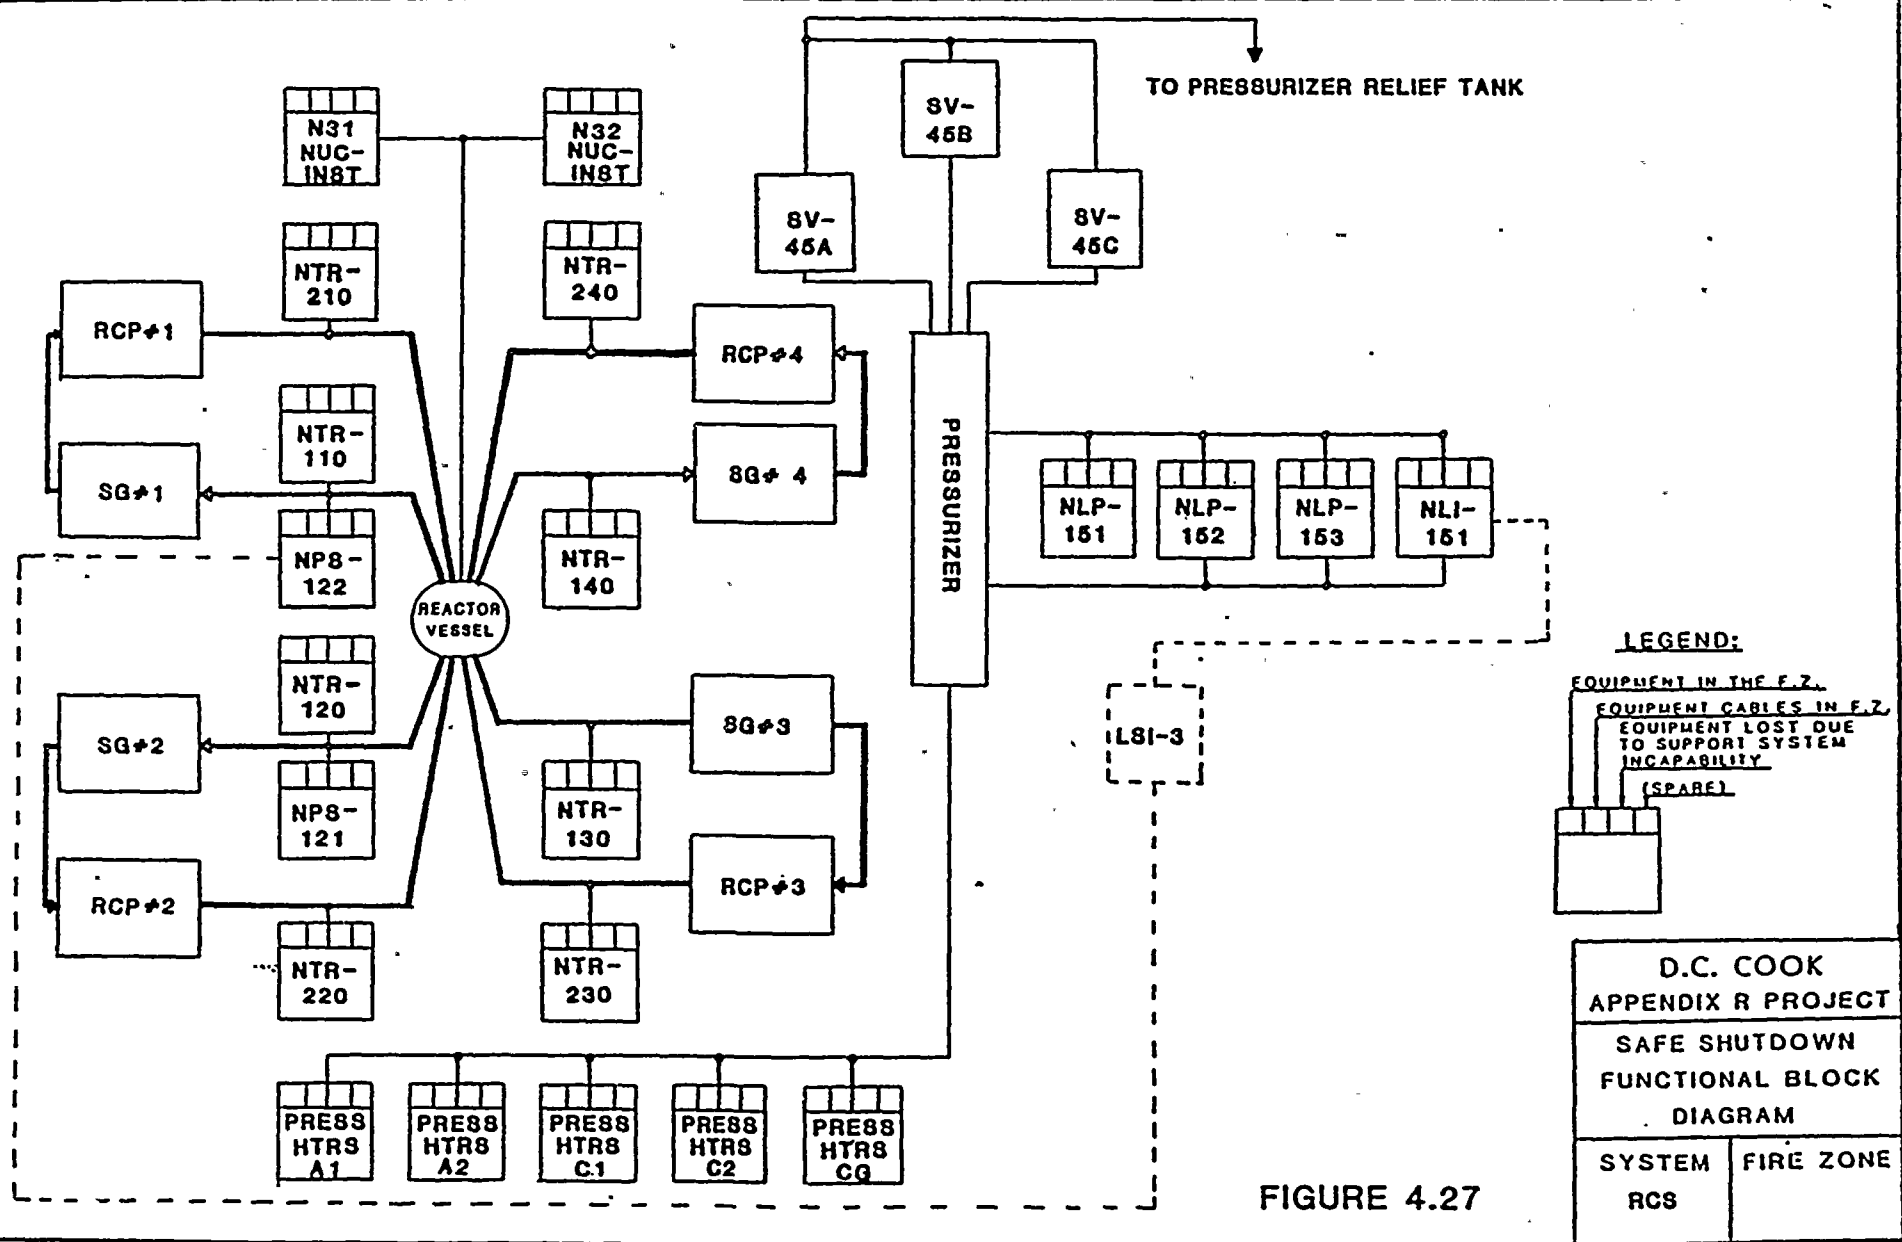 TO PRESSURIZER RELIEF TANK
N31
NUC-
INST
N32
NUC-
INST
SV-
45B
SV-
45A
SV-
45C
NTR-
210
NTR-
240
RCP#1
RCP#4
NTR-
110
SG#1
SG# 4
NPS-
122
NTR-
140
PRESSURIZER
NLP-
151
NLP-
152
NLP-
153
NLI-
151
REACTOR
VESSEL
NTR-
120
SG#2
SG#3
NPS-
121
NTR-
130
LSI-3
RCP#2
RCP#3
NTR-
220
NTR-
230
PRESS
HTRS
A1
PRESS
HTRS
A2
PRESS
HTRS
C1
PRESS
HTRS
C2
PRESS
HTRS
CG
LEGEND:
EQUIPMENT IN THE F.Z.
EQUIPMENT CABLES IN F.Z.
EQUIPMENT LOST DUE
TO SUPPORT SYSTEM
INCAPABILITY
(SPARE)
D.C. COOK
APPENDIX R PROJECT
SAFE SHUTDOWN
FUNCTIONAL BLOCK
DIAGRAM
SYSTEM
RCS
FIRE ZONE
FIGURE 4.27